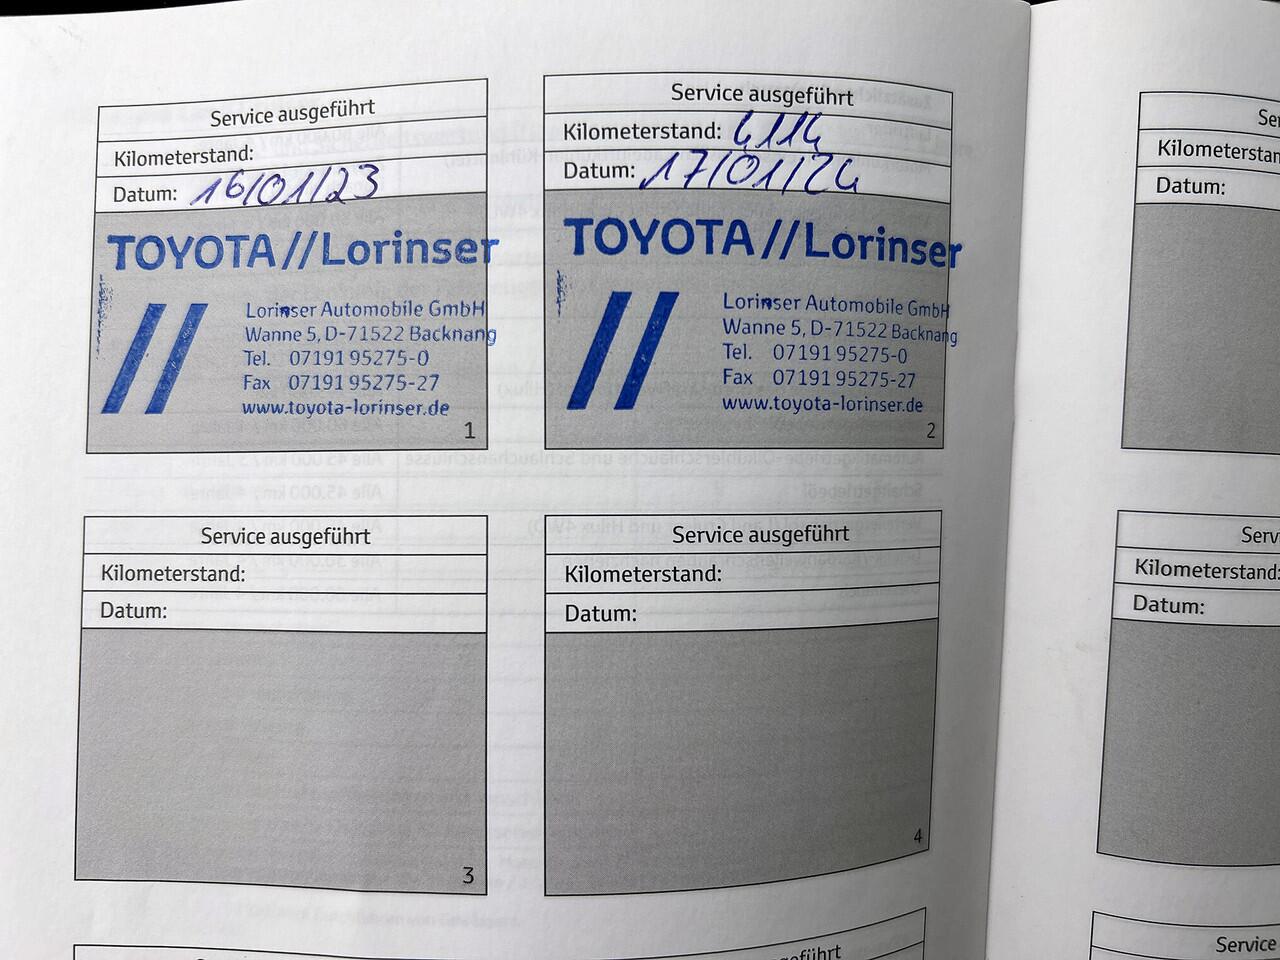 Service ausgeführt
Kilometerstand:
Datum: 16/01/23
TOYOTA//Lorinser
Lorinser Automobile GmbH
Wanne 5, D-71522 Backnang
Tel. 07191 95275-0
Fax 07191 95275-27
www.toyota-lorinser.de
1
Service ausgeführt
Kilometerstand: 4114
Datum: 17/01/24
TOYOTA//Lorinser
Lorinser Automobile GmbH
Wanne 5, D-71522 Backnang
Tel. 07191 95275-0
Fax 07191 95275-27
www.toyota-lorinser.de
2
Kilometerstan
Datum:
Service ausgeführt
Kilometerstand:
Datum:
3
Service ausgeführt
Kilometerstand:
Datum:
4
Serv
Kilometerstand:
Datum:
Service